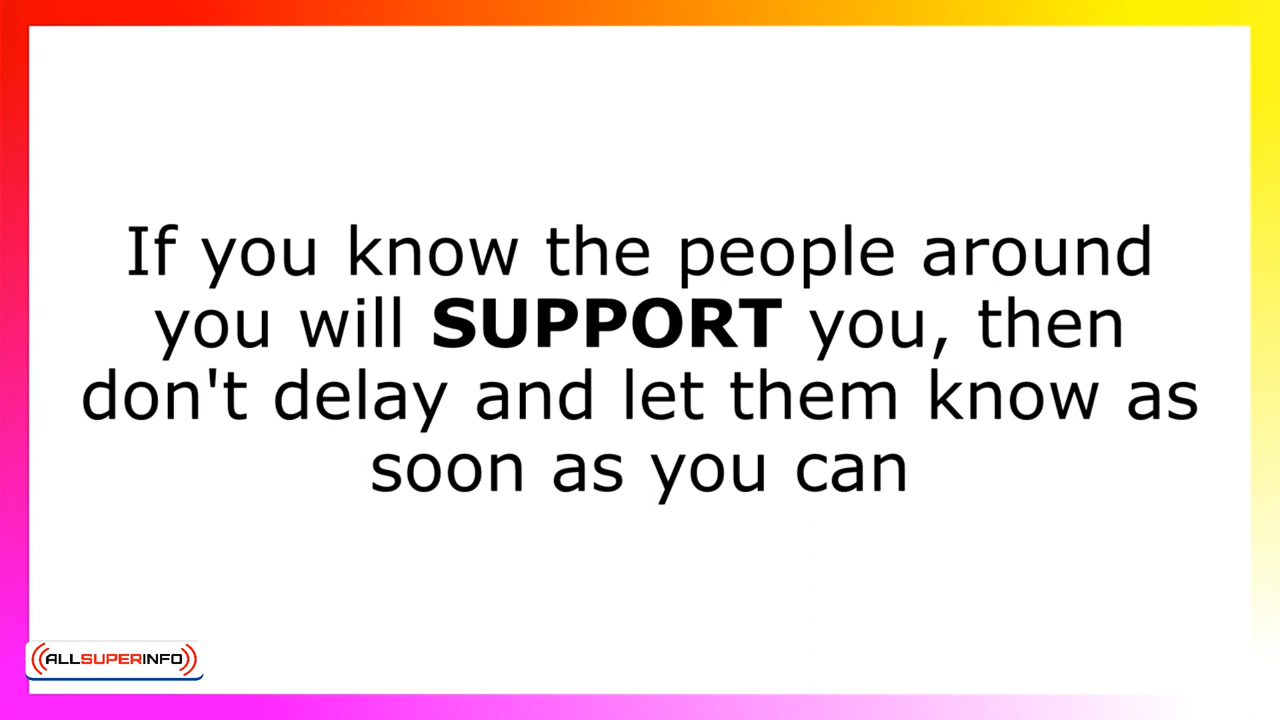 If you know the people around
you will SUPPORT you, then
don't delay and let them know as
soon as you can
ALLSUPERINFO